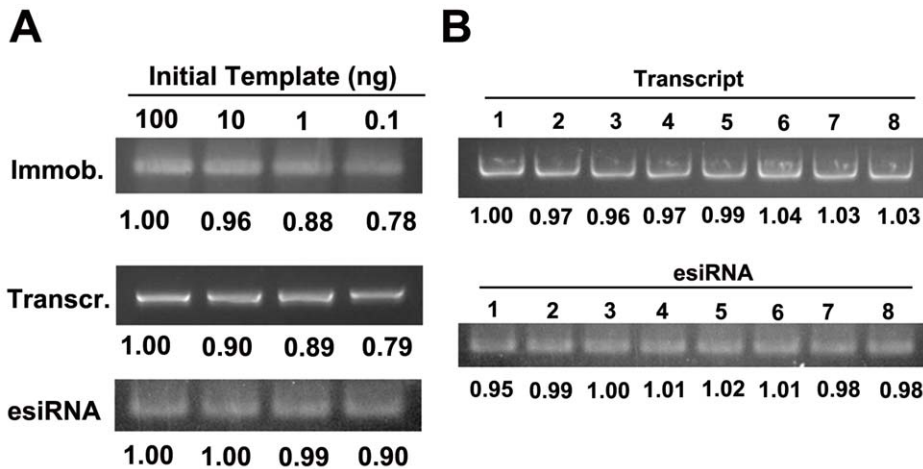 A
Initial Template (ng)
100 10 1 0.1
Immob.
1.00 0.96 0.88 0.78
Transcr.
1.00 0.90 0.89 0.79
esiRNA
1.00 1.00 0.99 0.90
B
Transcript
1 2 3 4 5 6 7 8
1.00 0.97 0.96 0.97 0.99 1.04 1.03 1.03
esiRNA
1 2 3 4 5 6 7 8
0.95 0.99 1.00 1.01 1.02 1.01 0.98 0.98